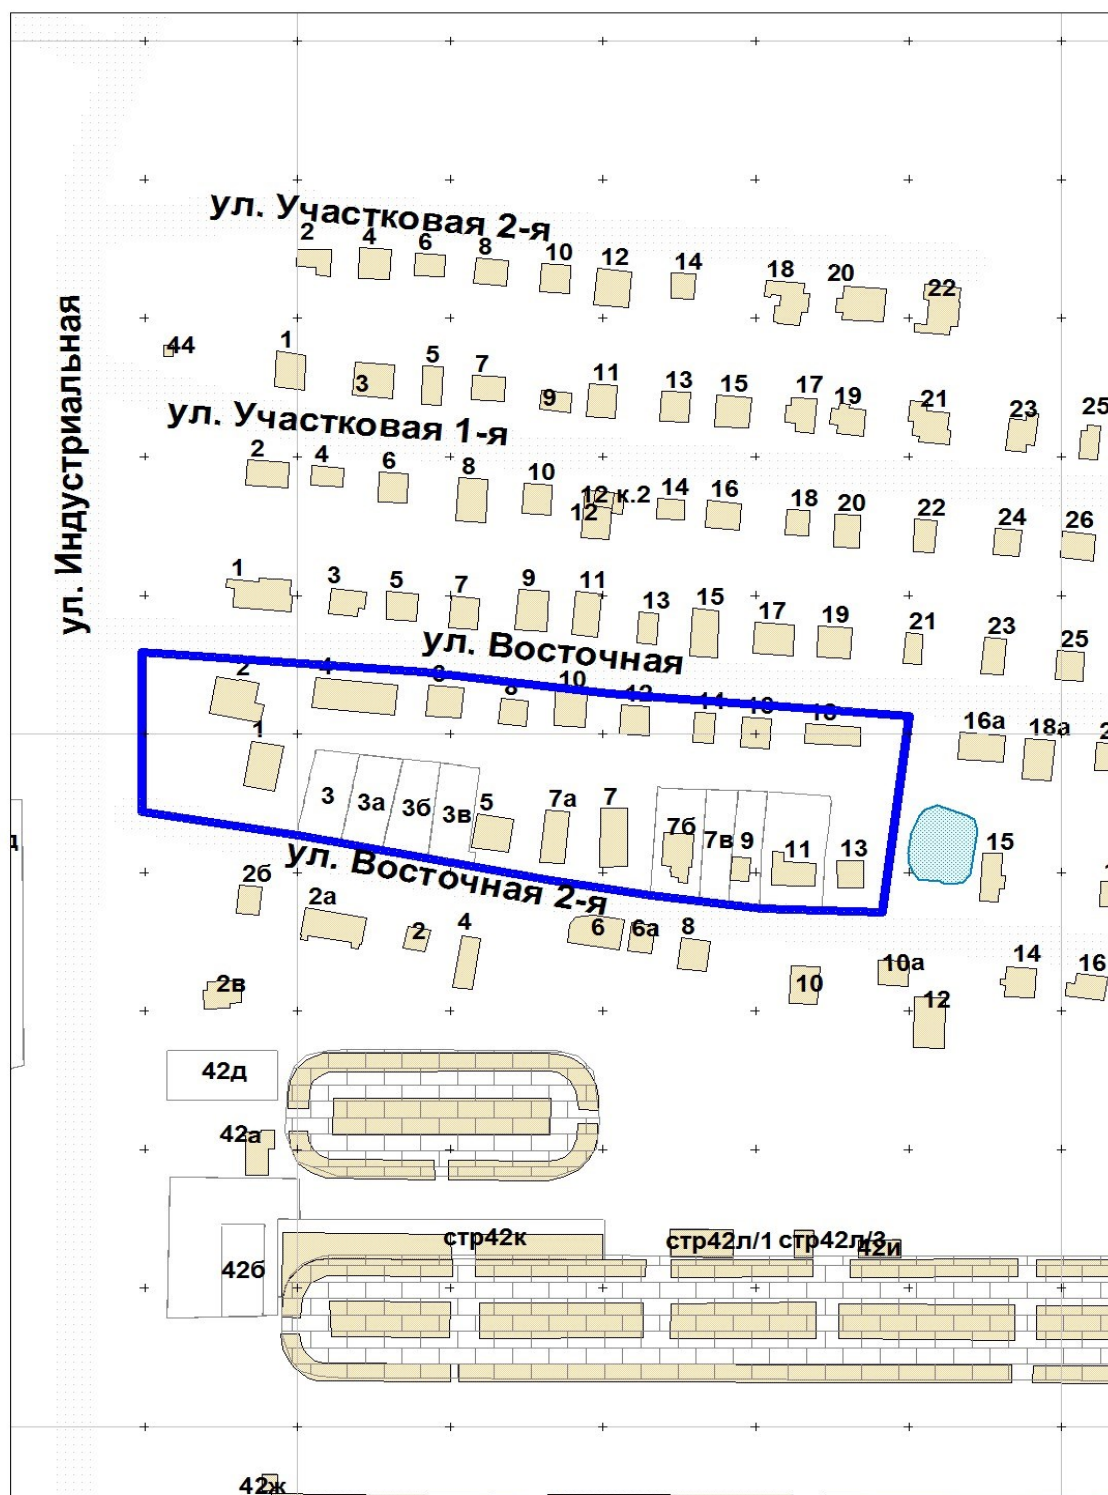 ул. Участковая 2-я
2 4 6 8 10 12 14 18 20 22
ул. Индустриальная
44
1 3 5 7 9 11 13 15 17 19 21 23 25
ул. Участковая 1-я
2 4 6 8 10 12 12 к.2 14 16 18 20 22 24 26
1 3 5 7 9 11 13 15 17 19 21 23 25
ул. Восточная
2 4 8 10 12 14 16а 18а
1 3 3а 3б 3в 5 7а 7 7б 7в 9 11 13 15
ул. Восточная 2-я
2б 2а 2 4 6 6а 8 10 10а 12 14 16
2в
42д
42а
стр42к стр42л/1 стр42л/3 42и
42б
42ж